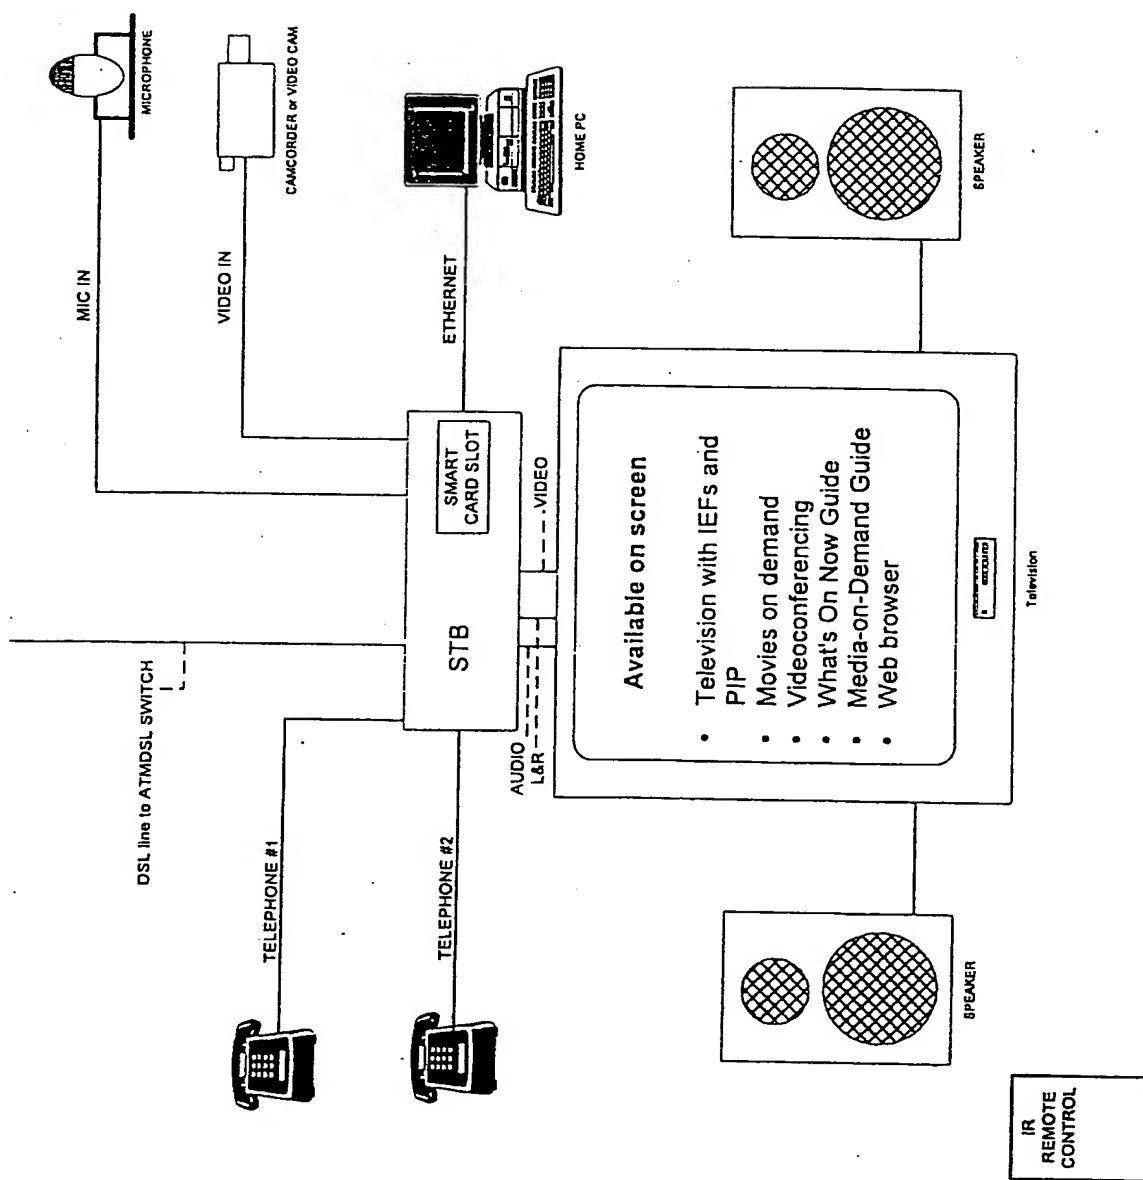 DSL line to ATMDSL SWITCH
MIC IN
MICROPHONE
VIDEO IN
CAMCORDER or VIDEO CAM
TELEPHONE #1
TELEPHONE #2
ETHERNET
HOME PC
STB
SMART
CARD SLOT
AUDIO
L&R
VIDEO
Available on screen
• Television with IEFs and
PIP
• Movies on demand
• Videoconferencing
• What's On Now Guide
• Media-on-Demand Guide
• Web browser
SPEAKER
SPEAKER
Television
IR
REMOTE
CONTROL